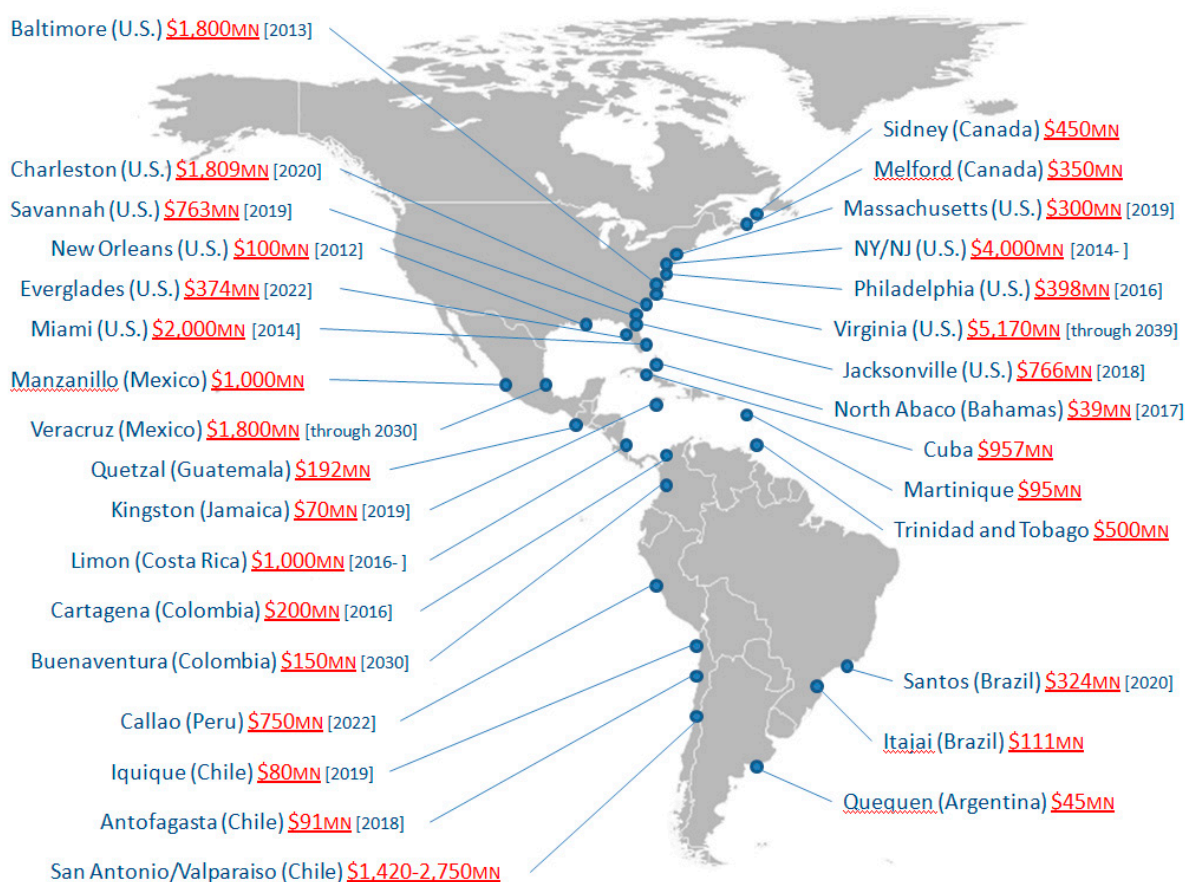 Baltimore (U.S.) $1,800MN [2013]
Charleston (U.S.) $1,809MN [2020]
Savannah (U.S.) $763MN [2019]
New Orleans (U.S.) $100MN [2012]
Everglades (U.S.) $374MN [2022]
Miami (U.S.) $2,000MN [2014]
Manzanillo (Mexico) $1,000MN
Veracruz (Mexico) $1,800MN [through 2030]
Quetzal (Guatemala) $192MN
Kingston (Jamaica) $70MN [2019]
Limon (Costa Rica) $1,000MN [2016- ]
Cartagena (Colombia) $200MN [2016]
Buenaventura (Colombia) $150MN [2030]
Callao (Peru) $750MN [2022]
Iquique (Chile) $80MN [2019]
Antofagasta (Chile) $91MN [2018]
San Antonio/Valparaiso (Chile) $1,420-2,750MN
Sidney (Canada) $450MN
Melford (Canada) $350MN
Massachusetts (U.S.) $300MN [2019]
NY/NJ (U.S.) $4,000MN [2014- ]
Philadelphia (U.S.) $398MN [2016]
Virginia (U.S.) $5,170MN [through 2039]
Jacksonville (U.S.) $766MN [2018]
North Abaco (Bahamas) $39MN [2017]
Cuba $957MN
Martinique $95MN
Trinidad and Tobago $500MN
Santos (Brazil) $324MN [2020]
Itajai (Brazil) $111MN
Quequen (Argentina) $45MN